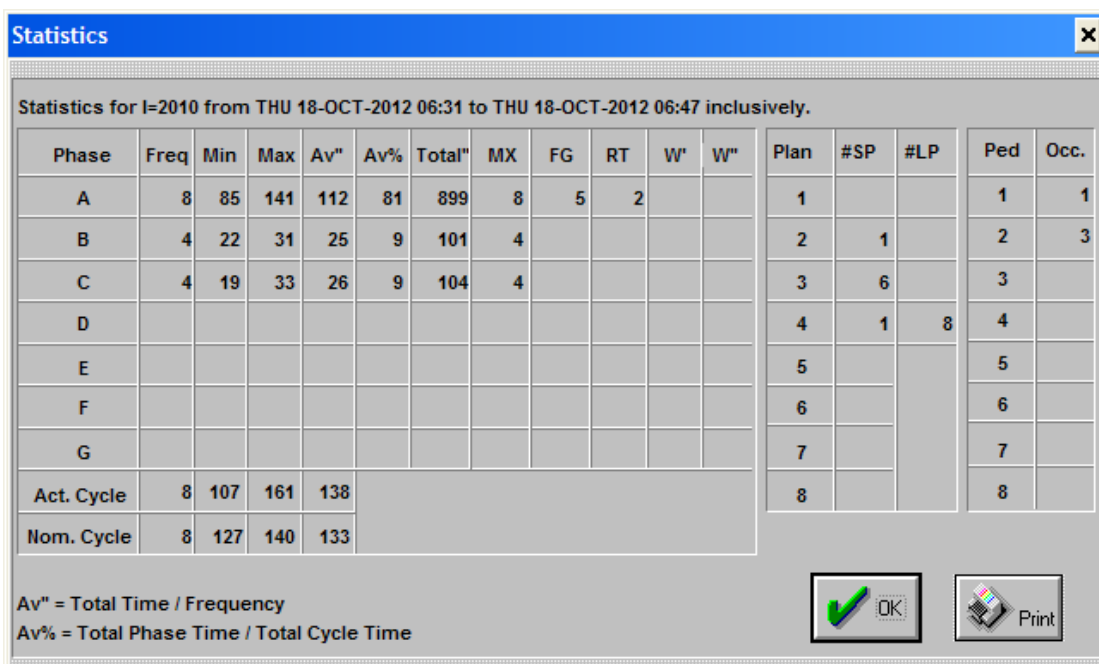 Statistics
Statistics for I=2010 from THU 18-OCT-2012 06:31 to THU 18-OCT-2012 06:47 inclusively.
Phase Freq Min Max Av" Av% Total" MX FG RT W' W"
A 8 85 141 112 81 899 8 5 2
B 4 22 31 25 9 101 4
C 4 19 33 26 9 104 4
D
E
F
G
Act. Cycle 8 107 161 138
Nom. Cycle 8 127 140 133
Plan #SP #LP
1
2 1
3 6
4 1 8
5
6
7
8
Ped Occ.
1 1
2 3
3
4
5
6
7
8
Av" = Total Time / Frequency
Av% = Total Phase Time / Total Cycle Time
OK
Print